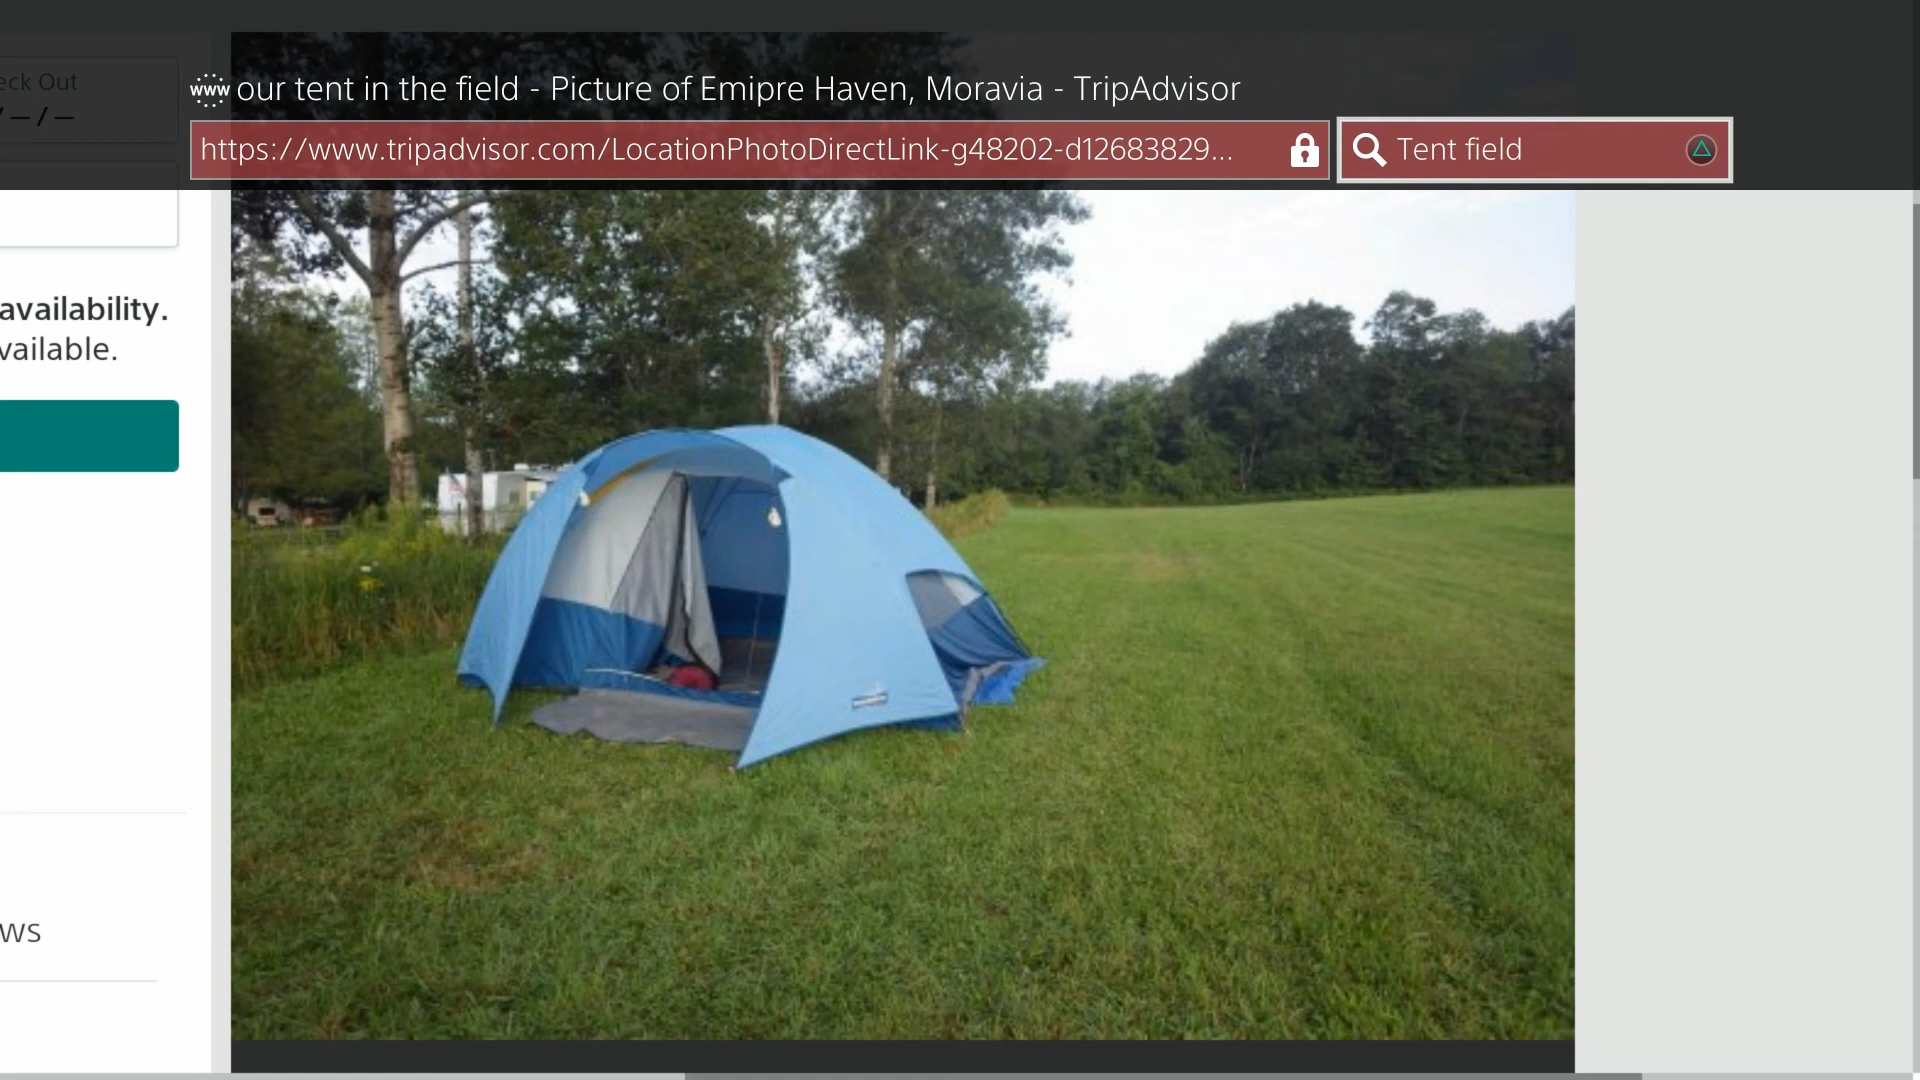 eck Out
/ – / –
www our tent in the field - Picture of Emipre Haven, Moravia - TripAdvisor
https://www.tripadvisor.com/LocationPhotoDirectLink-g48202-d12683829...
Tent field
availability.
vailable.
ws